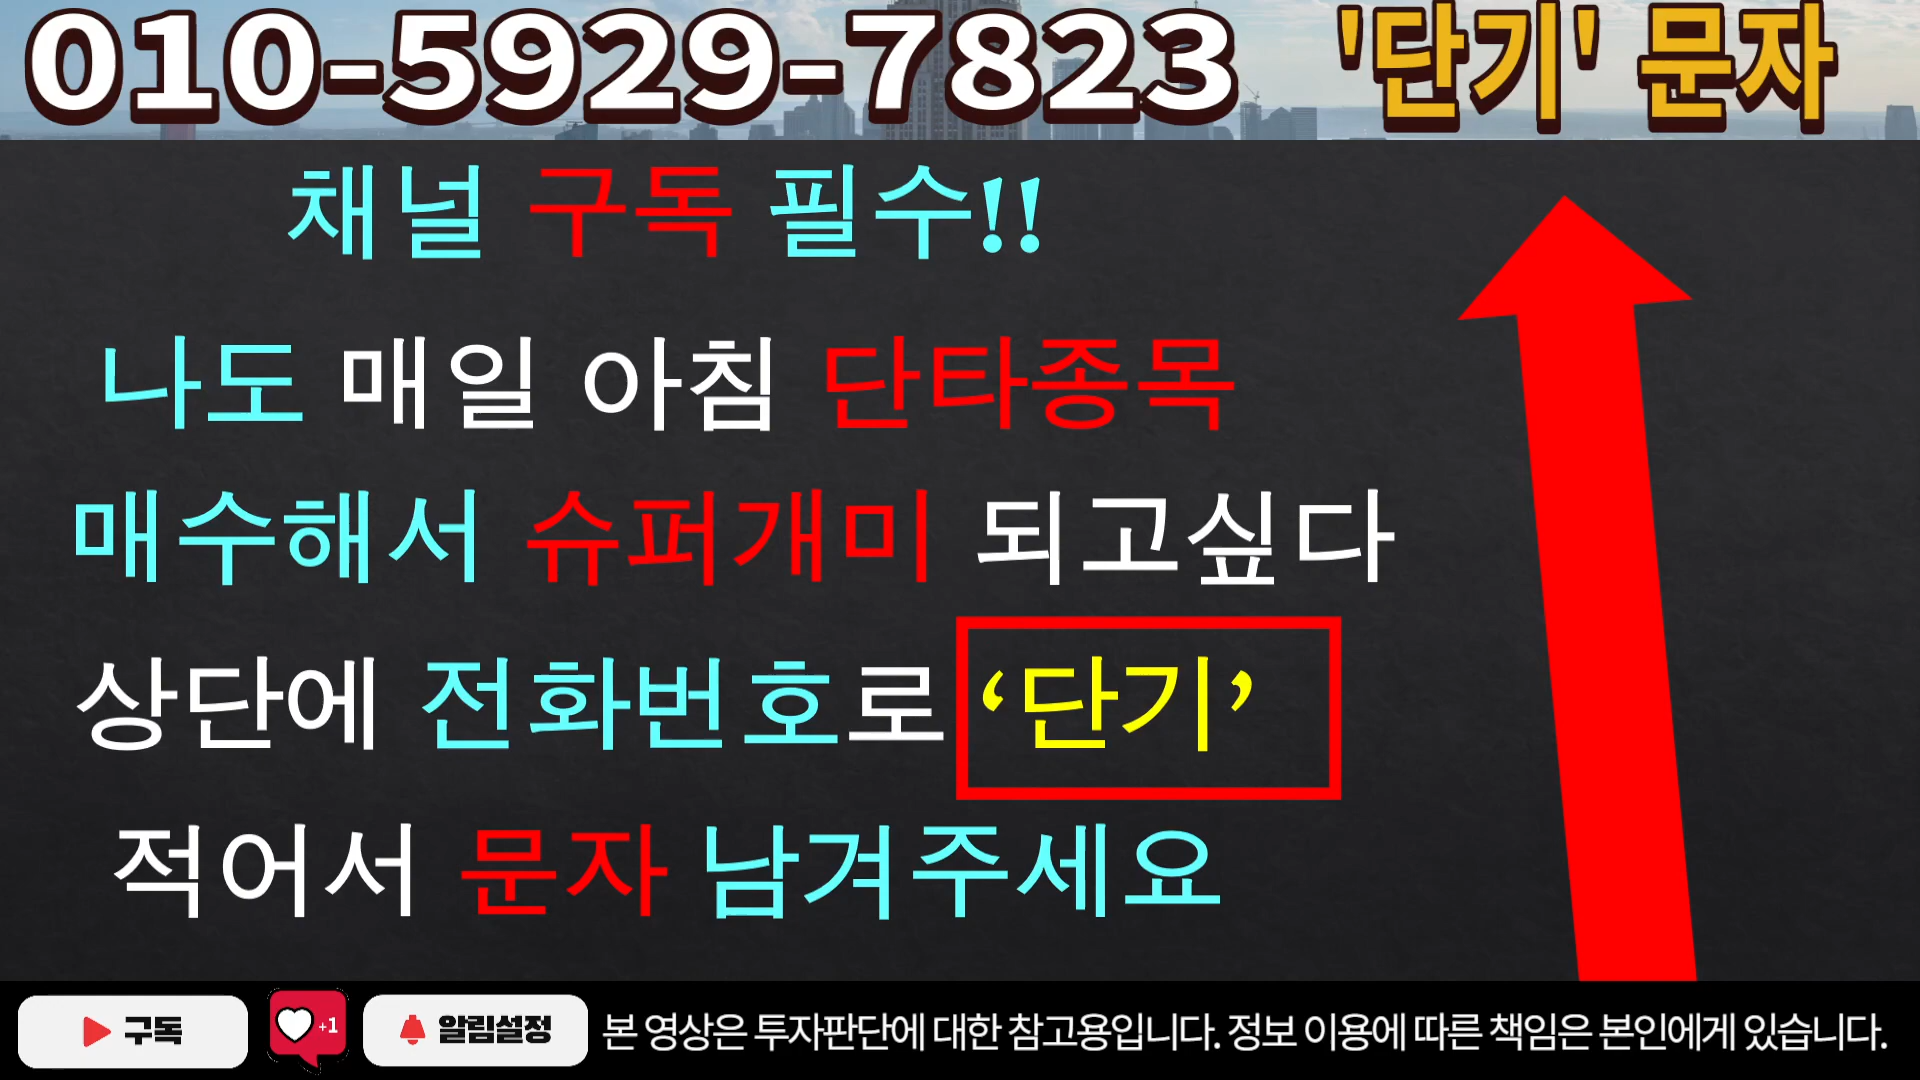 010-5929-7823 '단기' 문자
채널 구독 필수!!
나도 매일 아침 단타종목
매수해서 슈퍼개미 되고싶다
상단에 전화번호로 ‘단기’
적어서 문자 남겨주세요
구독 +1 알림설정 본 영상은 투자판단에 대한 참고용입니다. 정보 이용에 따른 책임은 본인에게 있습니다.